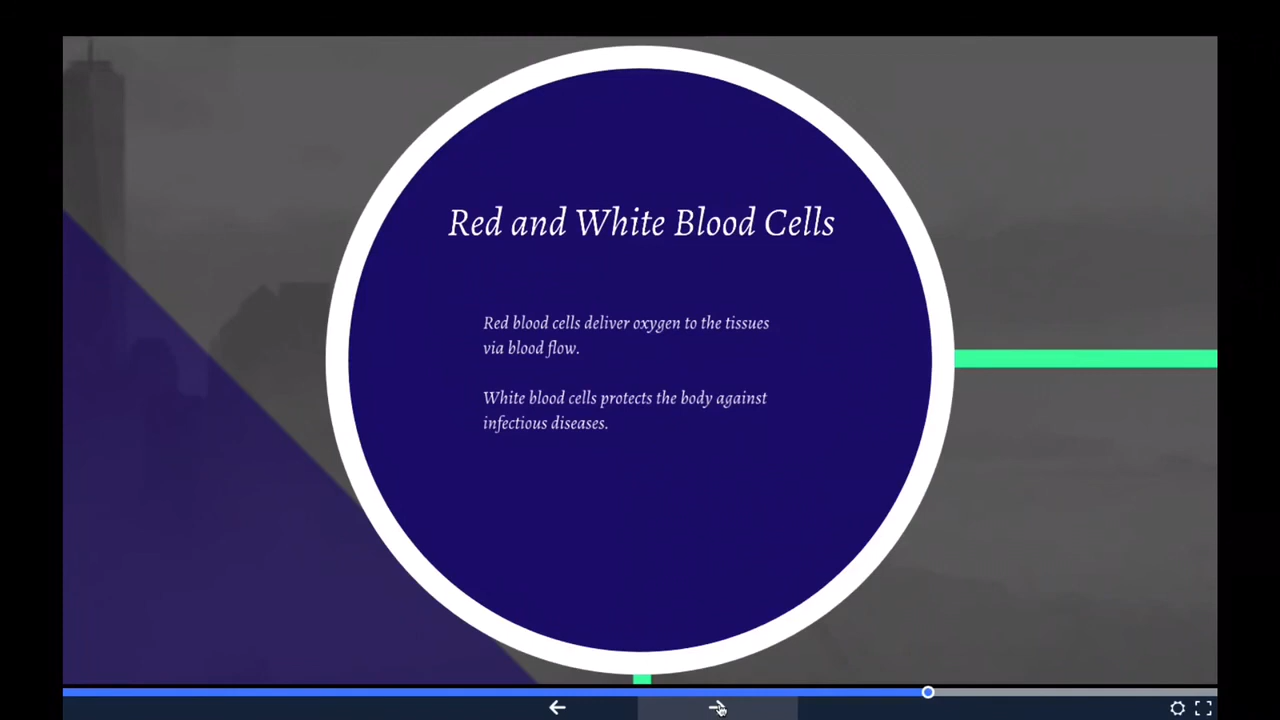 Red and White Blood Cells
Red blood cells deliver oxygen to the tissues
via blood flow.
White blood cells protects the body against
infectious diseases.